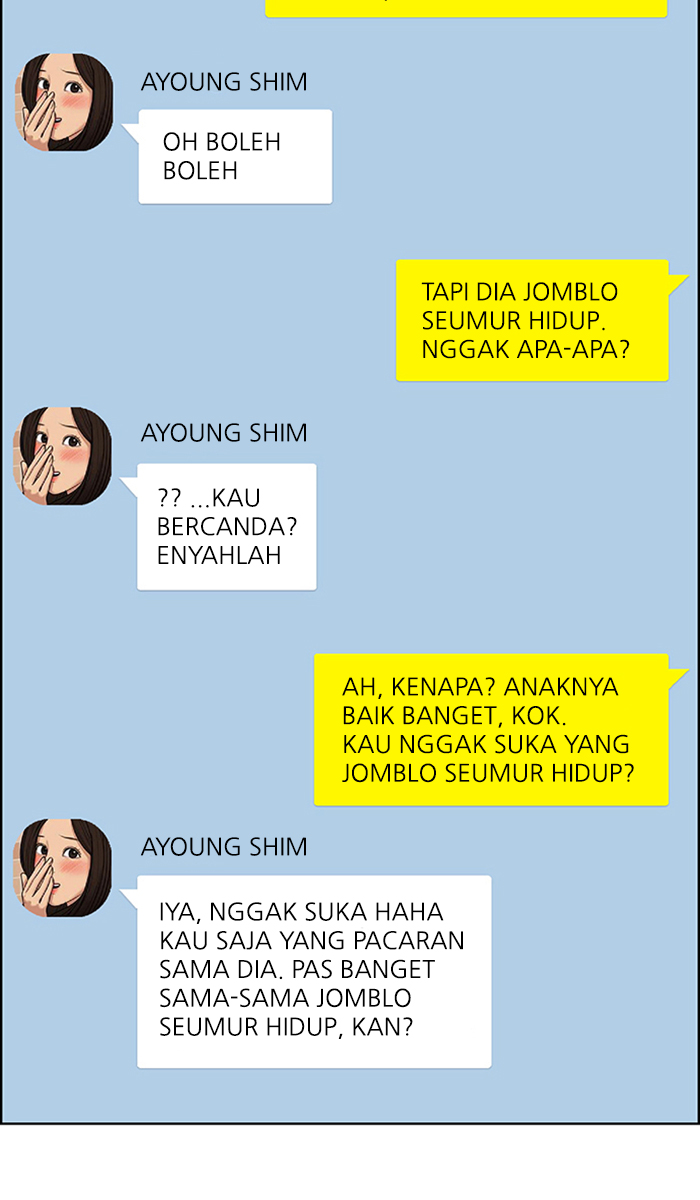 AYOUNG SHIM
OH BOLEH
BOLEH
TAPI DIA JOMBLO
SEUMUR HIDUP.
NGGAK APA-APA?
AYOUNG SHIM
?? ...KAU
BERCANDA?
ENYAHLAH
AH, KENAPA? ANAKNYA
BAIK BANGET, KOK.
KAU NGGAK SUKA YANG
JOMBLO SEUMUR HIDUP?
AYOUNG SHIM
IYA, NGGAK SUKA HAHA
KAU SAJA YANG PACARAN
SAMA DIA. PAS BANGET
SAMA-SAMA JOMBLO
SEUMUR HIDUP, KAN?